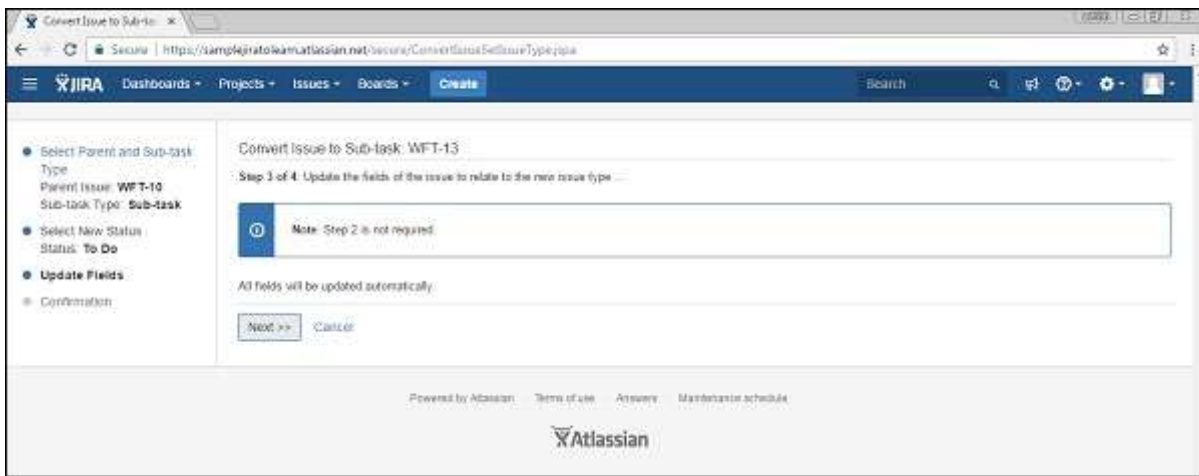 Convert Issue to Sub-ta
Secure | https://samplejiratolearn.atlassian.net/secure/ConvertIssueSetIssueType.jspa
JIRA Dashboards Projects Issues Boards Create Search
Select Parent and Sub-task
Type
Parent Issue: WFT-10
Sub-task Type: Sub-task
Select New Status
Status: To Do
Update Fields
Confirmation
Convert Issue to Sub-task: WFT-13
Step 3 of 4: Update the fields of the issue to relate to the new issue type ...
Note: Step 2 is not required.
All fields will be updated automatically.
Next >> Cancel
Powered by Atlassian Terms of use Answers Maintenance schedule
Atlassian